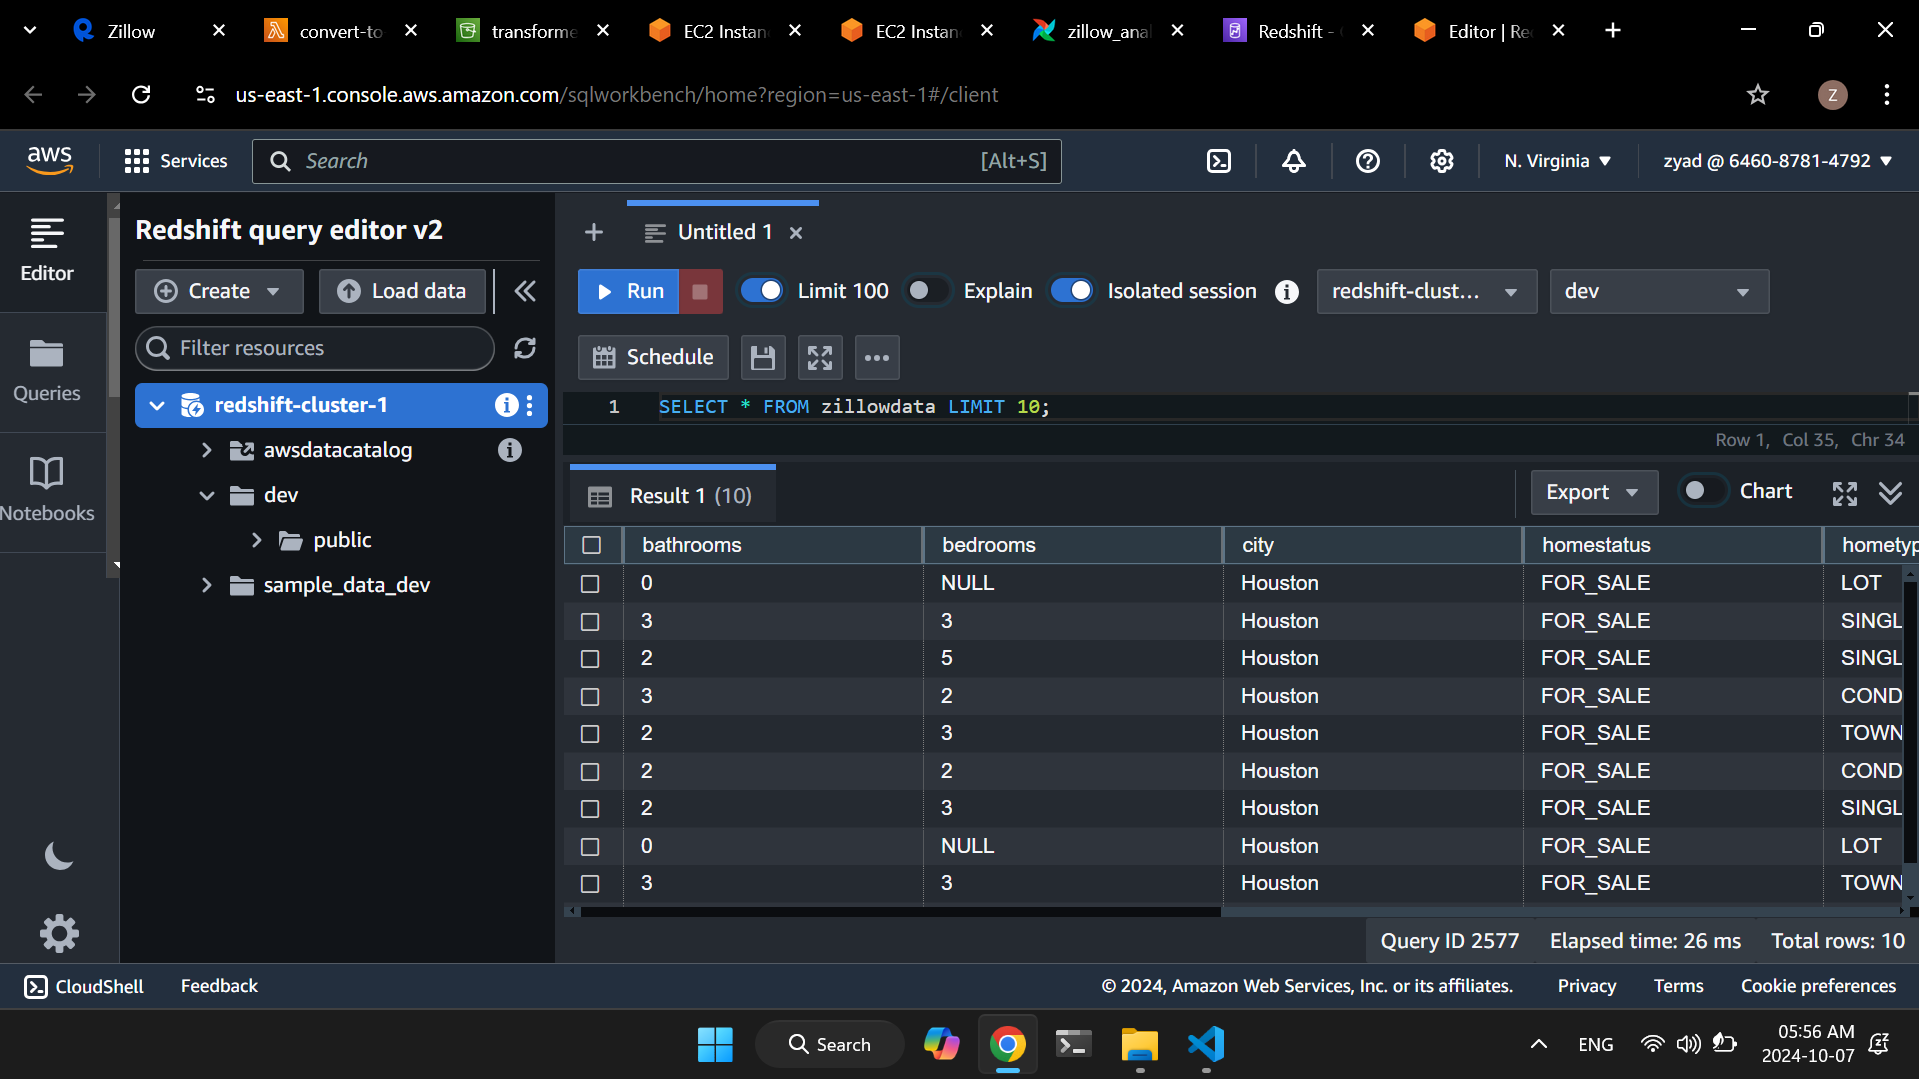 Zillow
convert-to
transforme
EC2 Instan
EC2 Instan
zillow_anal
Redshift -
Editor | Re
us-east-1.console.aws.amazon.com/sqlworkbench/home?region=us-east-1#/client
Z
aws
Services
Search
[Alt+S]
N. Virginia
zyad @ 6460-8781-4792
Editor
Queries
Notebooks
Redshift query editor v2
Create
Load data
Filter resources
redshift-cluster-1
awsdatacatalog
dev
public
sample_data_dev
Untitled 1
Run
Limit 100
Explain
Isolated session
redshift-clust...
dev
Schedule
1 SELECT * FROM zillowdata LIMIT 10;
Row 1, Col 35, Chr 34
Result 1 (10)
Export
Chart
bathrooms bedrooms city homestatus hometyp
0 NULL Houston FOR_SALE LOT
3 3 Houston FOR_SALE SINGL
2 5 Houston FOR_SALE SINGL
3 2 Houston FOR_SALE COND
2 3 Houston FOR_SALE TOWN
2 2 Houston FOR_SALE COND
2 3 Houston FOR_SALE SINGL
0 NULL Houston FOR_SALE LOT
3 3 Houston FOR_SALE TOWN
Query ID 2577 Elapsed time: 26 ms Total rows: 10
CloudShell Feedback
© 2024, Amazon Web Services, Inc. or its affiliates. Privacy Terms Cookie preferences
Search
ENG
05:56 AM
2024-10-07